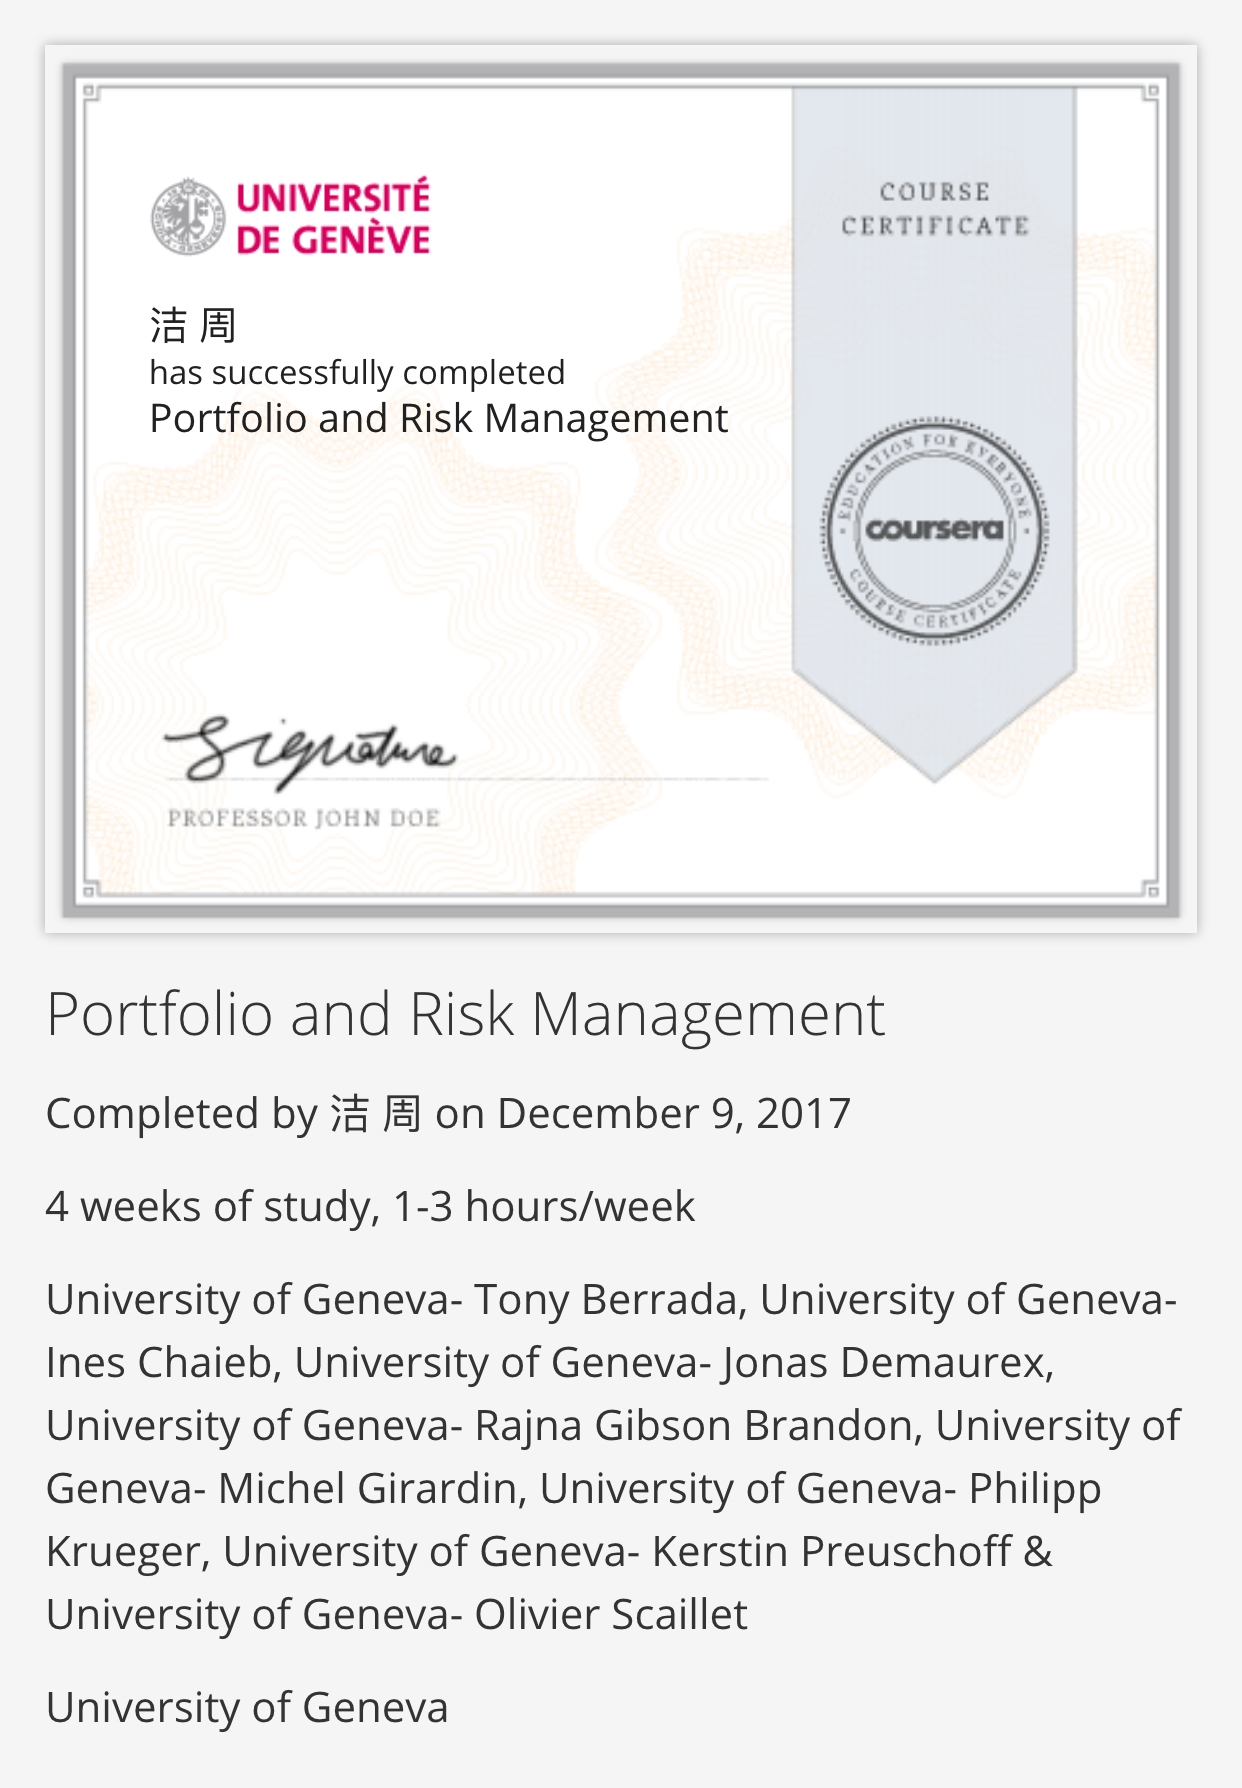 UNIVERSITÉ
DE GENÈVE
COURSE
CERTIFICATE
洁 周
has successfully completed
Portfolio and Risk Management
EDUCATION FOR EVERYONE
coursera
COURSE CERTIFICATE
Signature
PROFESSOR JOHN DOE
Portfolio and Risk Management
Completed by 洁 周 on December 9, 2017
4 weeks of study, 1-3 hours/week
University of Geneva- Tony Berrada, University of Geneva-
Ines Chaieb, University of Geneva- Jonas Demaurex,
University of Geneva- Rajna Gibson Brandon, University of
Geneva- Michel Girardin, University of Geneva- Philipp
Krueger, University of Geneva- Kerstin Preuschoff &
University of Geneva- Olivier Scaillet
University of Geneva